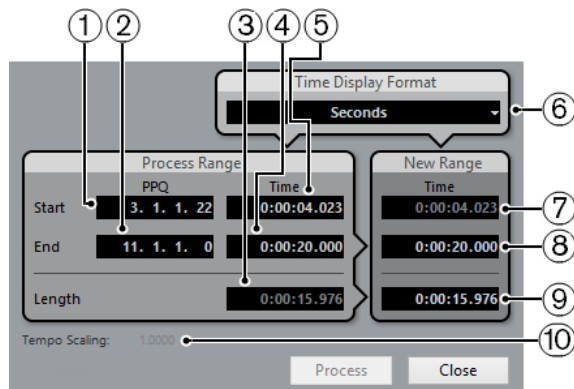 ① ② ③ ④ ⑤
Time Display Format
Seconds
⑥
Process Range
New Range
PPQ Time
Time
Start 3. 1. 1. 22 0:00:04.023 0:00:04.023 ⑦
End 11. 1. 1. 0 0:00:20.000 0:00:20.000 ⑧
Length 0:00:15.976 0:00:15.976 ⑨
Tempo Scaling: 1.0000 ⑩
Process Close